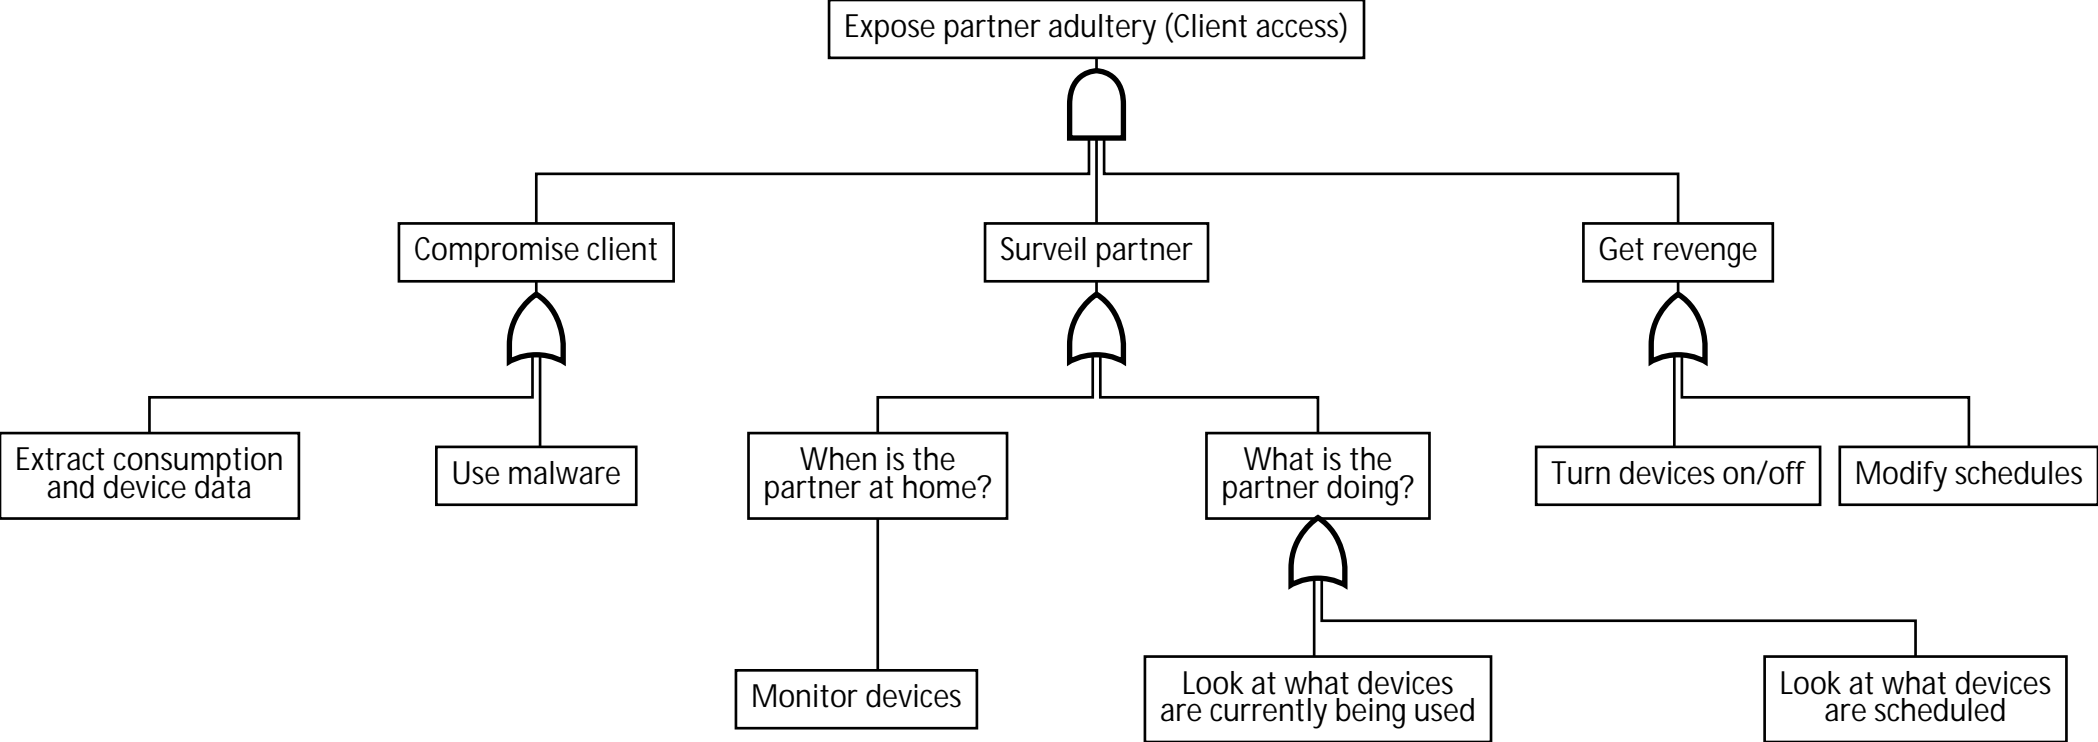 Expose partner adultery (Client access)
Compromise client
Surveil partner
Get revenge
Extract consumption
and device data
Use malware
When is the
partner at home?
What is the
partner doing?
Turn devices on/off
Modify schedules
Monitor devices
Look at what devices
are currently being used
Look at what devices
are scheduled